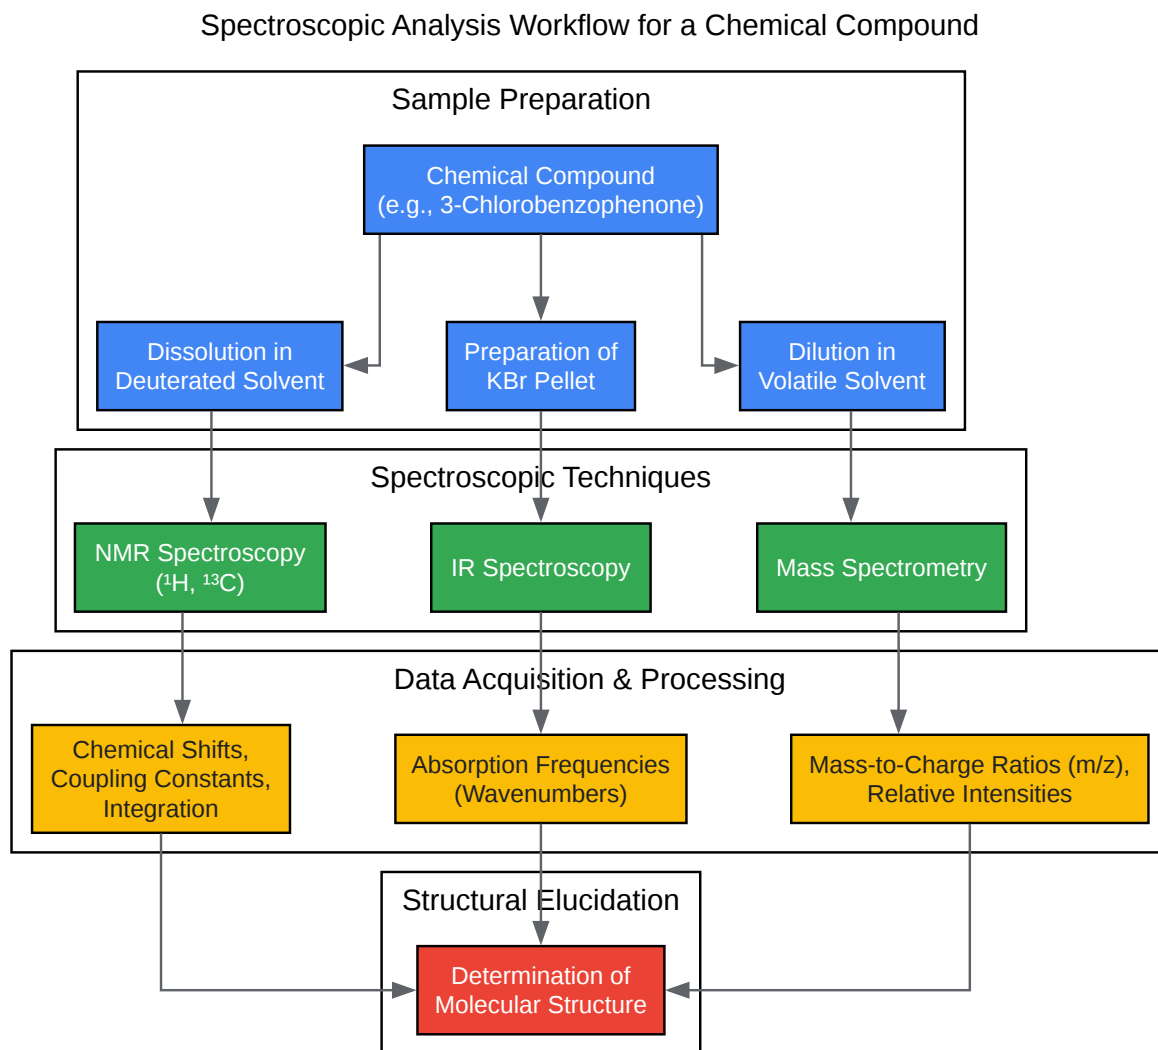 Spectroscopic Analysis Workflow for a Chemical Compound
Sample Preparation
Chemical Compound
(e.g., 3-Chlorobenzophenone)
Dissolution in
Deuterated Solvent
Preparation of
KBr Pellet
Dilution in
Volatile Solvent
Spectroscopic Techniques
NMR Spectroscopy
(¹H, ¹³C)
IR Spectroscopy
Mass Spectrometry
Data Acquisition & Processing
Chemical Shifts,
Coupling Constants,
Integration
Absorption Frequencies
(Wavenumbers)
Mass-to-Charge Ratios (m/z),
Relative Intensities
Structural Elucidation
Determination of
Molecular Structure